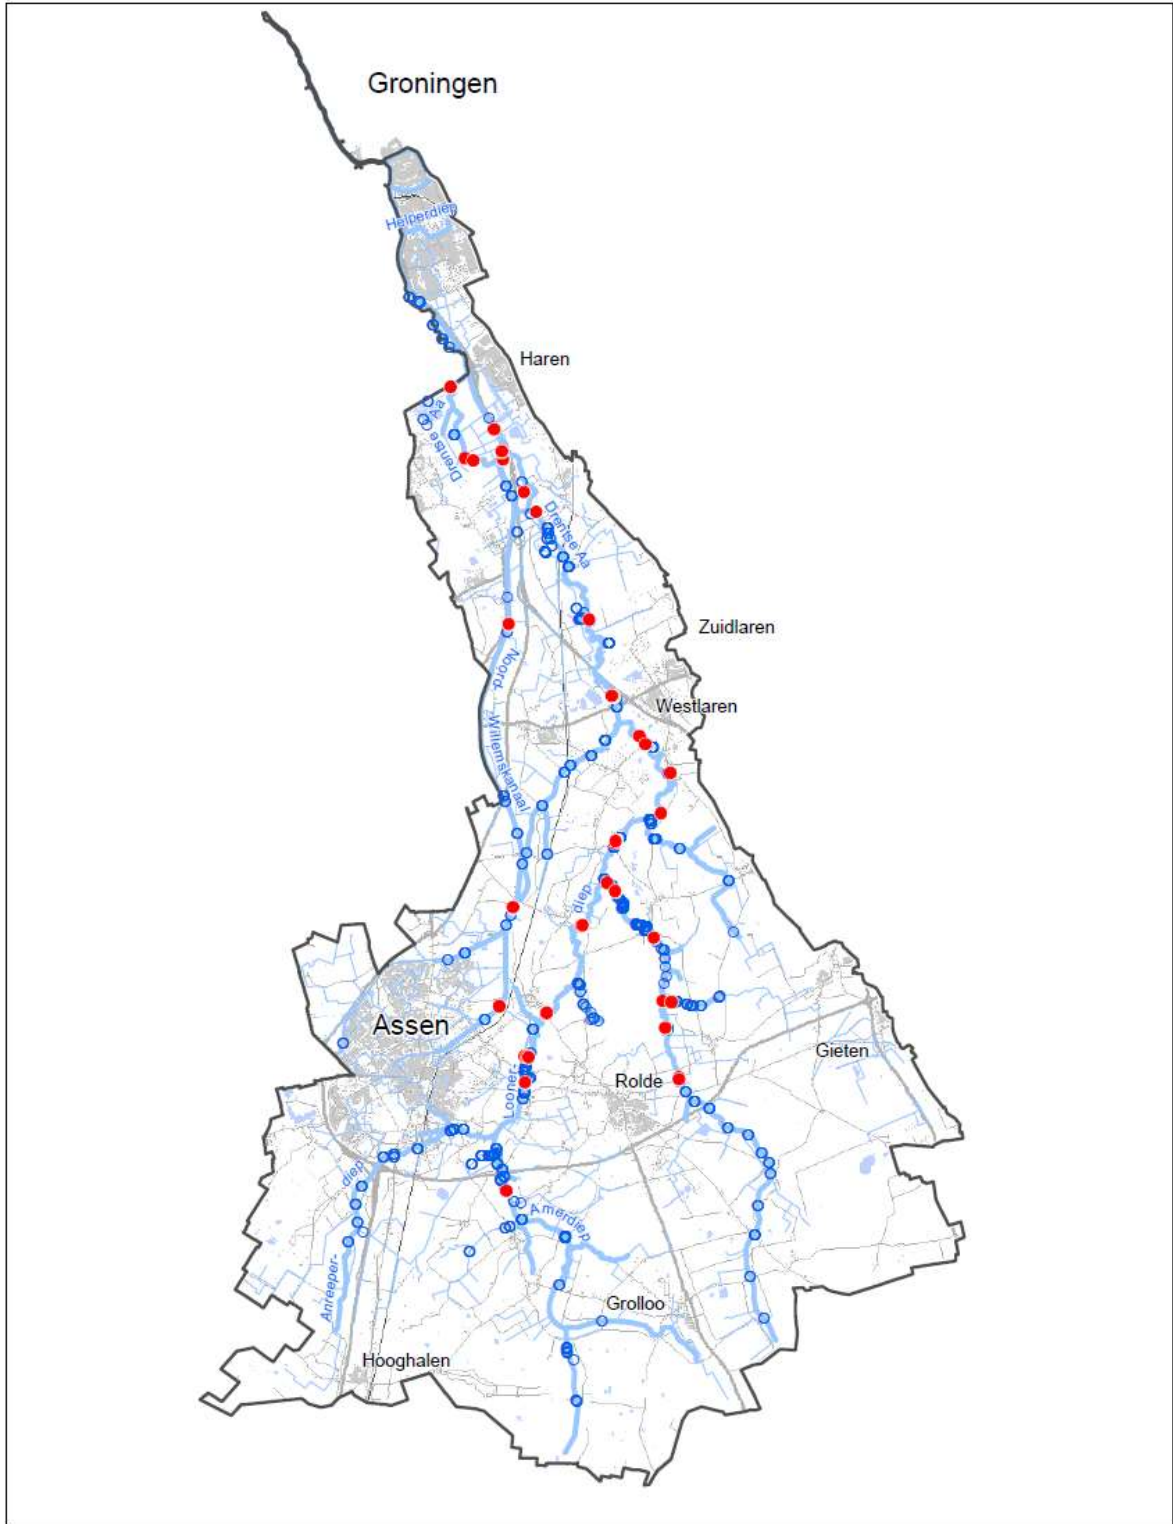 Groningen
Helperdiep
Haren
Drentse Aa
Drentse Aa
Zuidlaren
Noord-
Westlaren
Willemskanaal
diep
Assen
Gieten
Rolde
Looner-
diep
Amerdiep
Anreeper-
Grolloo
Hooghalen